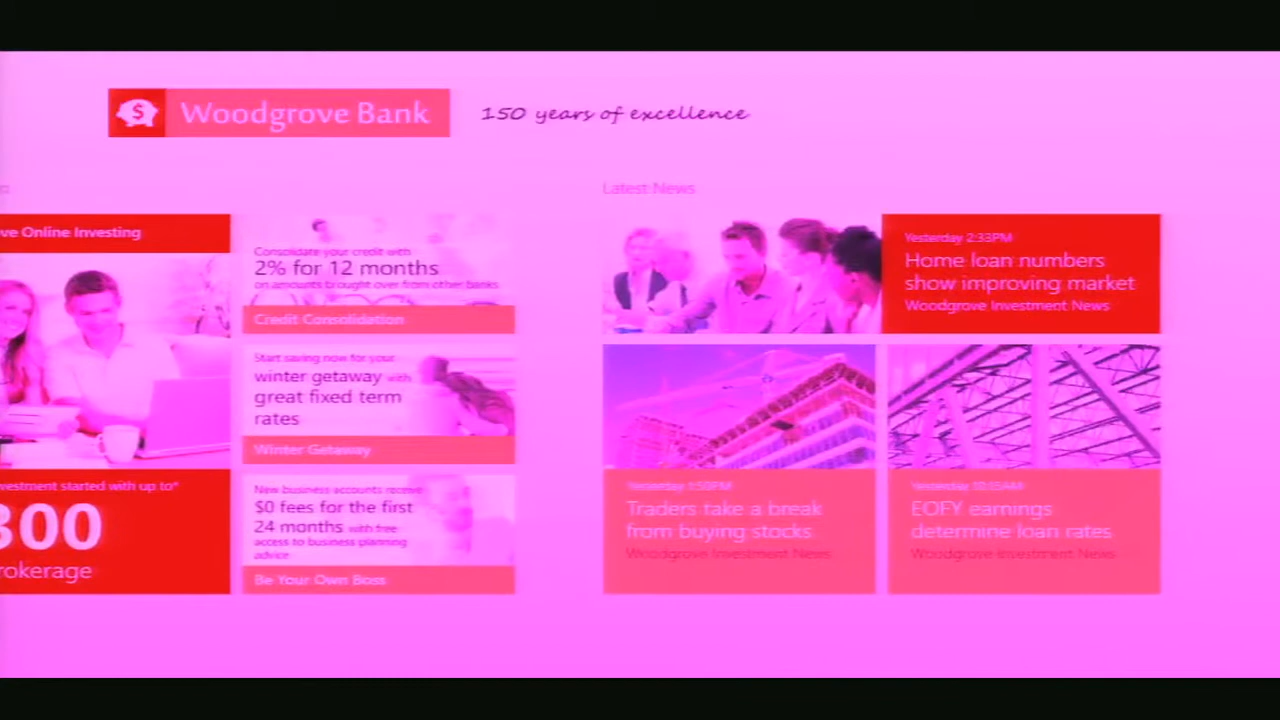 $
Woodgrove Bank
150 years of excellence
ve Online Investing
vestment started with up to*
300
rokerage
Consolidate your credit with
2% for 12 months
on amounts brought over from other banks
Credit Consolidation
Start saving now for your
winter getaway with
great fixed term
rates
Winter Getaway
New business accounts receive
$0 fees for the first
24 months with free
access to business planning
advice
Be Your Own Boss
Latest News
Yesterday 2:33PM
Home loan numbers
show improving market
Woodgrove Investment News
Yesterday 1:50PM
Traders take a break
from buying stocks
Woodgrove Investment News
Yesterday 10:15AM
EOFY earnings
determine loan rates
Woodgrove Investment News